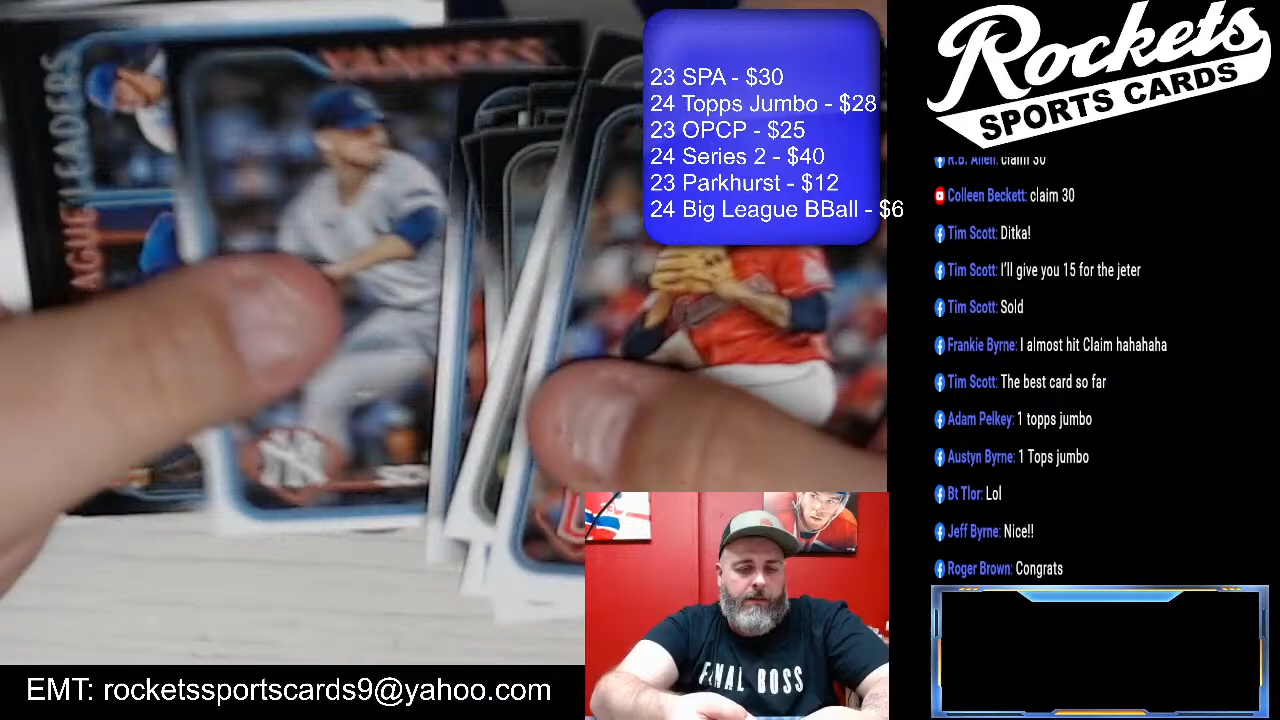 YANKEES
LEADERS
AGUE
23 SPA - $30
24 Topps Jumbo - $28
23 OPCP - $25
24 Series 2 - $40
23 Parkhurst - $12
24 Big League BBall - $6
Rockets
SPORTS CARDS
R.B. Allen: claim 30
Colleen Beckett: claim 30
Tim Scott: Ditka!
Tim Scott: I'll give you 15 for the jeter
Tim Scott: Sold
Frankie Byrne: I almost hit Claim hahahaha
Tim Scott: The best card so far
Adam Pelkey: 1 topps jumbo
Austyn Byrne: 1 Tops jumbo
Bt Tlor: Lol
Jeff Byrne: Nice!!
Roger Brown: Congrats
FINAL BOSS
EMT: rocketssportscards9@yahoo.com